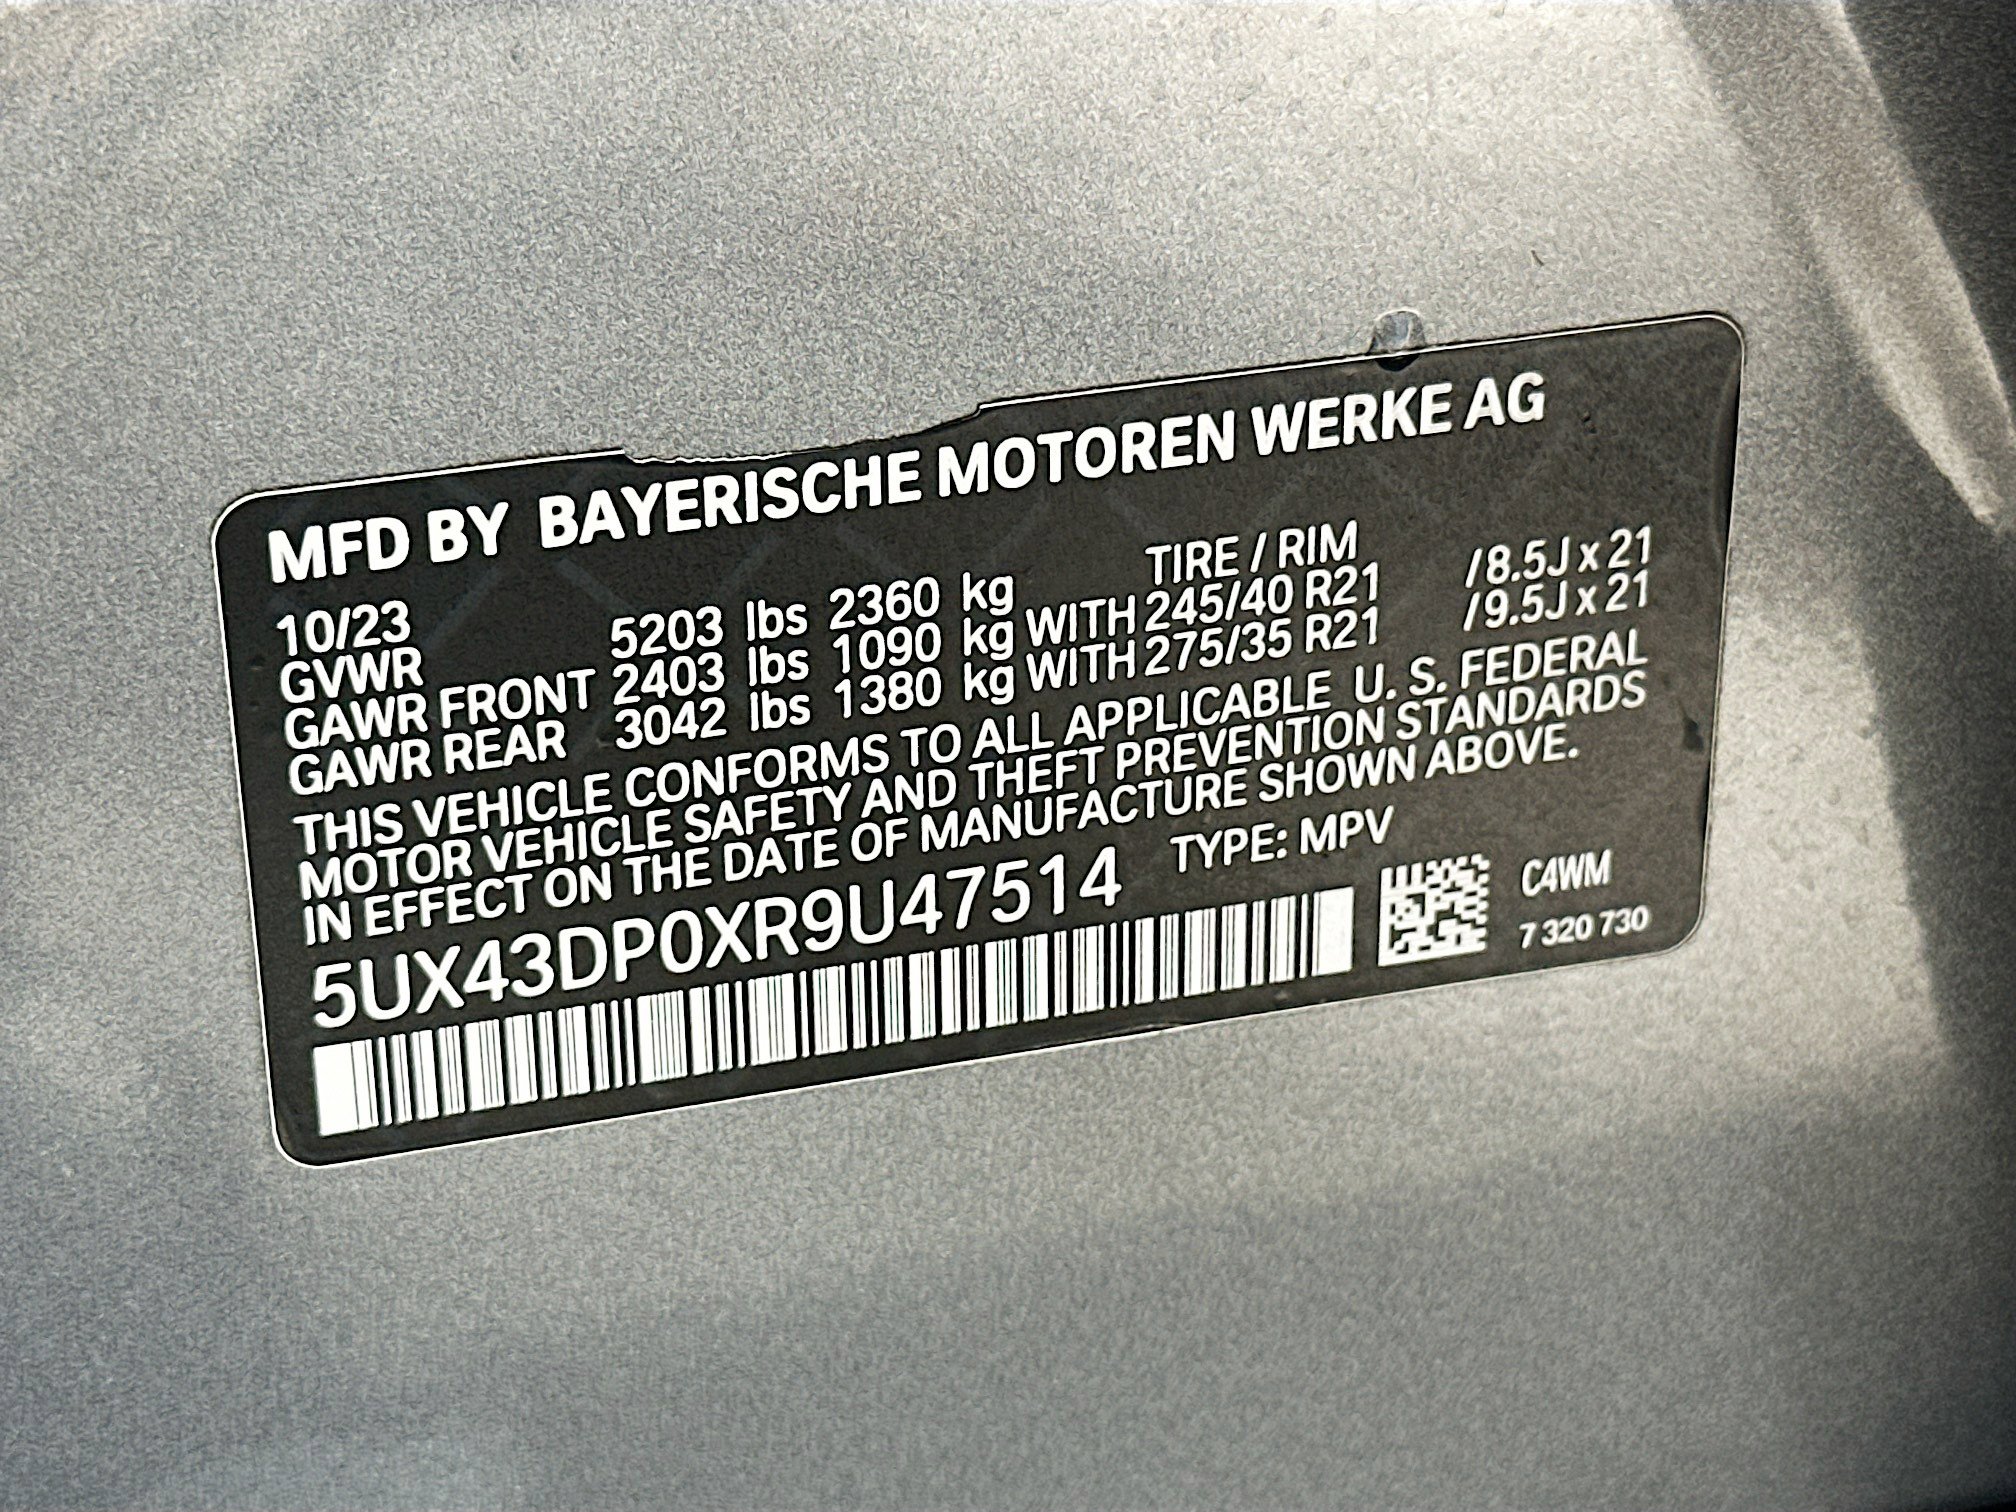 MFD BY BAYERISCHE MOTOREN WERKE AG
10/23 TIRE / RIM
GVWR 5203 lbs 2360 kg
GAWR FRONT 2403 lbs 1090 kg WITH 245/40 R21 /8.5J x 21
GAWR REAR 3042 lbs 1380 kg WITH 275/35 R21 /9.5J x 21
THIS VEHICLE CONFORMS TO ALL APPLICABLE U. S. FEDERAL
MOTOR VEHICLE SAFETY AND THEFT PREVENTION STANDARDS
IN EFFECT ON THE DATE OF MANUFACTURE SHOWN ABOVE.
5UX43DP0XR9U47514 TYPE: MPV
C4WM
7 320 730